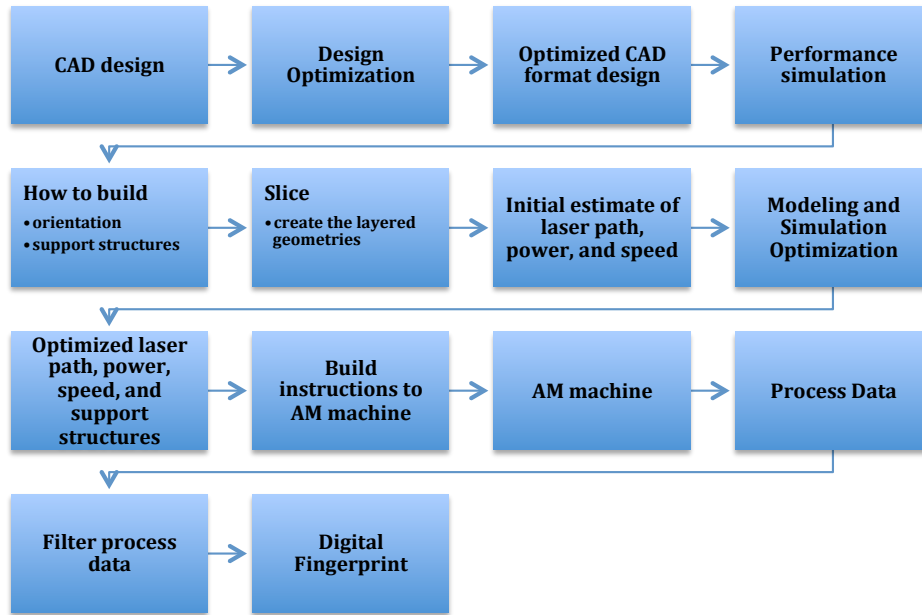 CAD design
Design
Optimization
Optimized CAD
format design
Performance
simulation
How to build
• orientation
• support structures
Slice
• create the layered
geometries
Initial estimate of
laser path,
power, and speed
Modeling and
Simulation
Optimization
Optimized laser
path, power,
speed, and
support
structures
Build
instructions to
AM machine
AM machine
Process Data
Filter process
data
Digital
Fingerprint